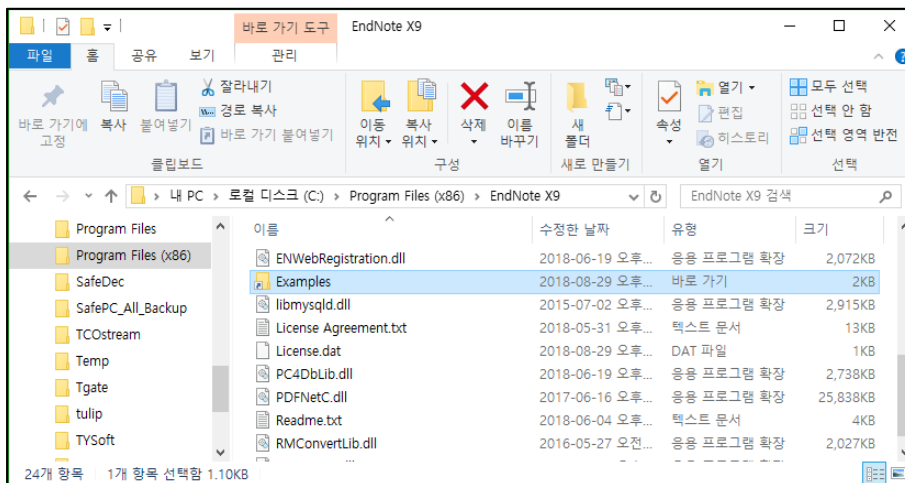 바로 가기 도구 EndNote X9
파일 홈 공유 보기 관리
바로 가기에 고정
복사
붙여넣기
잘라내기
경로 복사
바로 가기 붙여넣기
클립보드
이동 위치
복사 위치
삭제
이름 바꾸기
구성
새 폴더
새로 만들기
속성
열기
편집
히스토리
열기
모두 선택
선택 안 함
선택 영역 반전
선택
내 PC > 로컬 디스크 (C:) > Program Files (x86) > EndNote X9
EndNote X9 검색
Program Files
Program Files (x86)
SafeDec
SafePC_All_Backup
TCOstream
Temp
Tgate
tulip
TYSoft
이름 수정한 날짜 유형 크기
ENWebRegistration.dll 2018-06-19 오후... 응용 프로그램 확장 2,072KB
Examples 2018-08-29 오후... 바로 가기 2KB
libmysqld.dll 2015-07-02 오후... 응용 프로그램 확장 2,915KB
License Agreement.txt 2018-05-31 오후... 텍스트 문서 13KB
License.dat 2018-08-29 오후... DAT 파일 1KB
PC4DbLib.dll 2018-06-19 오후... 응용 프로그램 확장 2,738KB
PDFNetC.dll 2017-06-16 오후... 응용 프로그램 확장 25,838KB
Readme.txt 2018-06-04 오후... 텍스트 문서 4KB
RMConvertLib.dll 2016-05-27 오전... 응용 프로그램 확장 2,027KB
24개 항목 1개 항목 선택함 1.10KB